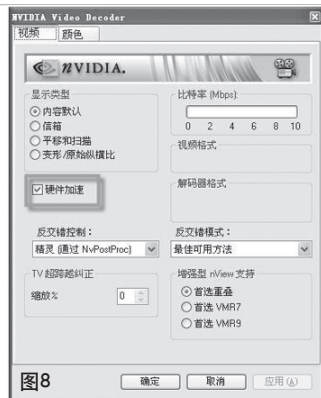 NVIDIA Video Decoder
视频 颜色
nVIDIA.
显示类型
内容默认
信箱
平移和扫描
变形/原始纵横比
比特率 (Mbps):
0 2 4 6 8 10
视频格式
硬件加速
解码器格式
反交错控制：
精灵 (通过 NvPostProc)
反交错模式：
最佳可用方法
TV 超跨越纠正
缩放% 0
增强型 nView 支持
首选重叠
首选 VMR7
首选 VMR9
图8
确定 取消 应用(A)